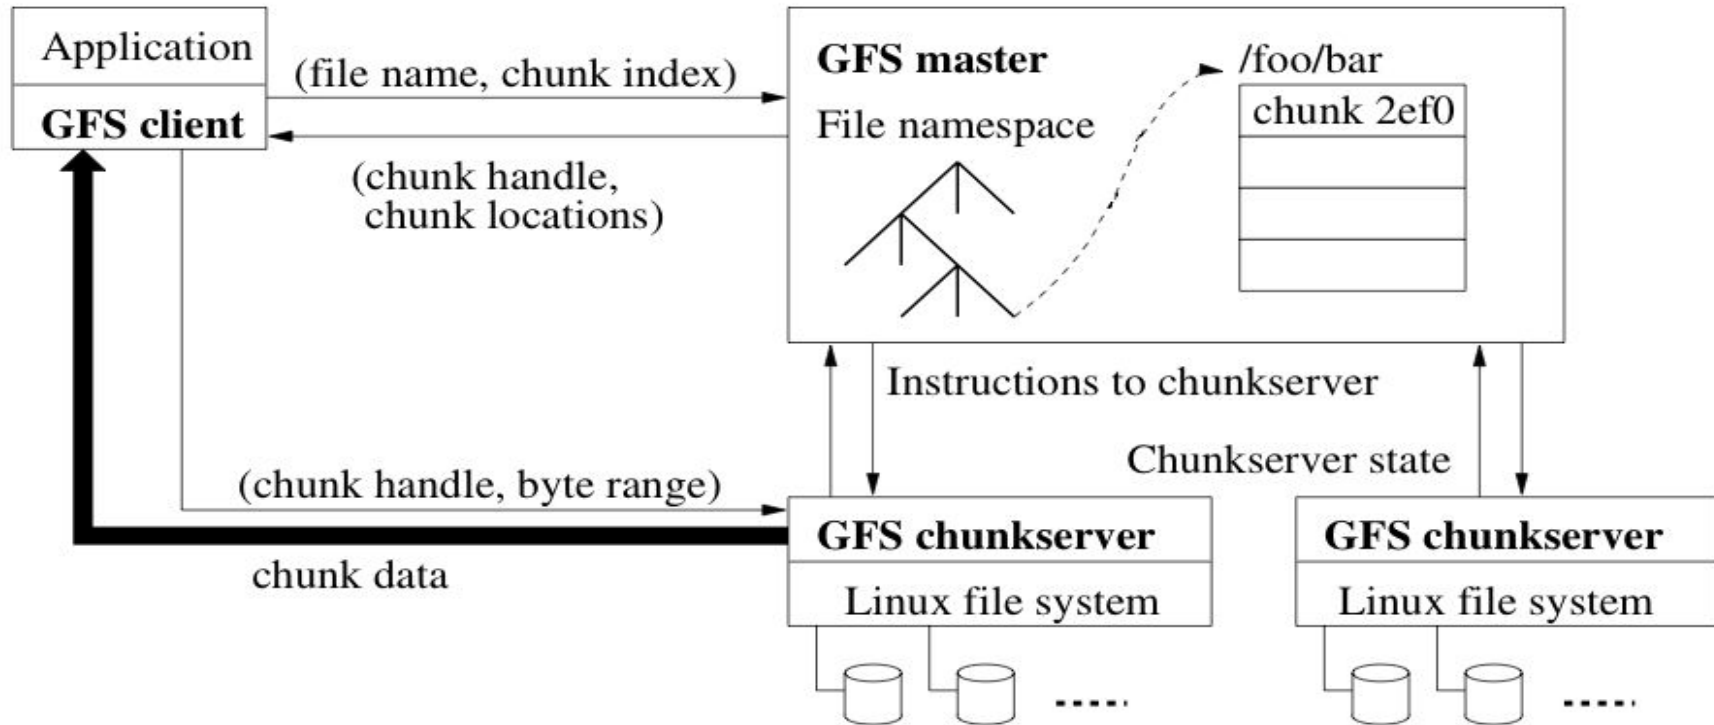 Application
GFS client
(file name, chunk index)
(chunk handle,
chunk locations)
GFS master
File namespace
/foo/bar
chunk 2ef0
Instructions to chunkserver
Chunkserver state
(chunk handle, byte range)
chunk data
GFS chunkserver
Linux file system
GFS chunkserver
Linux file system